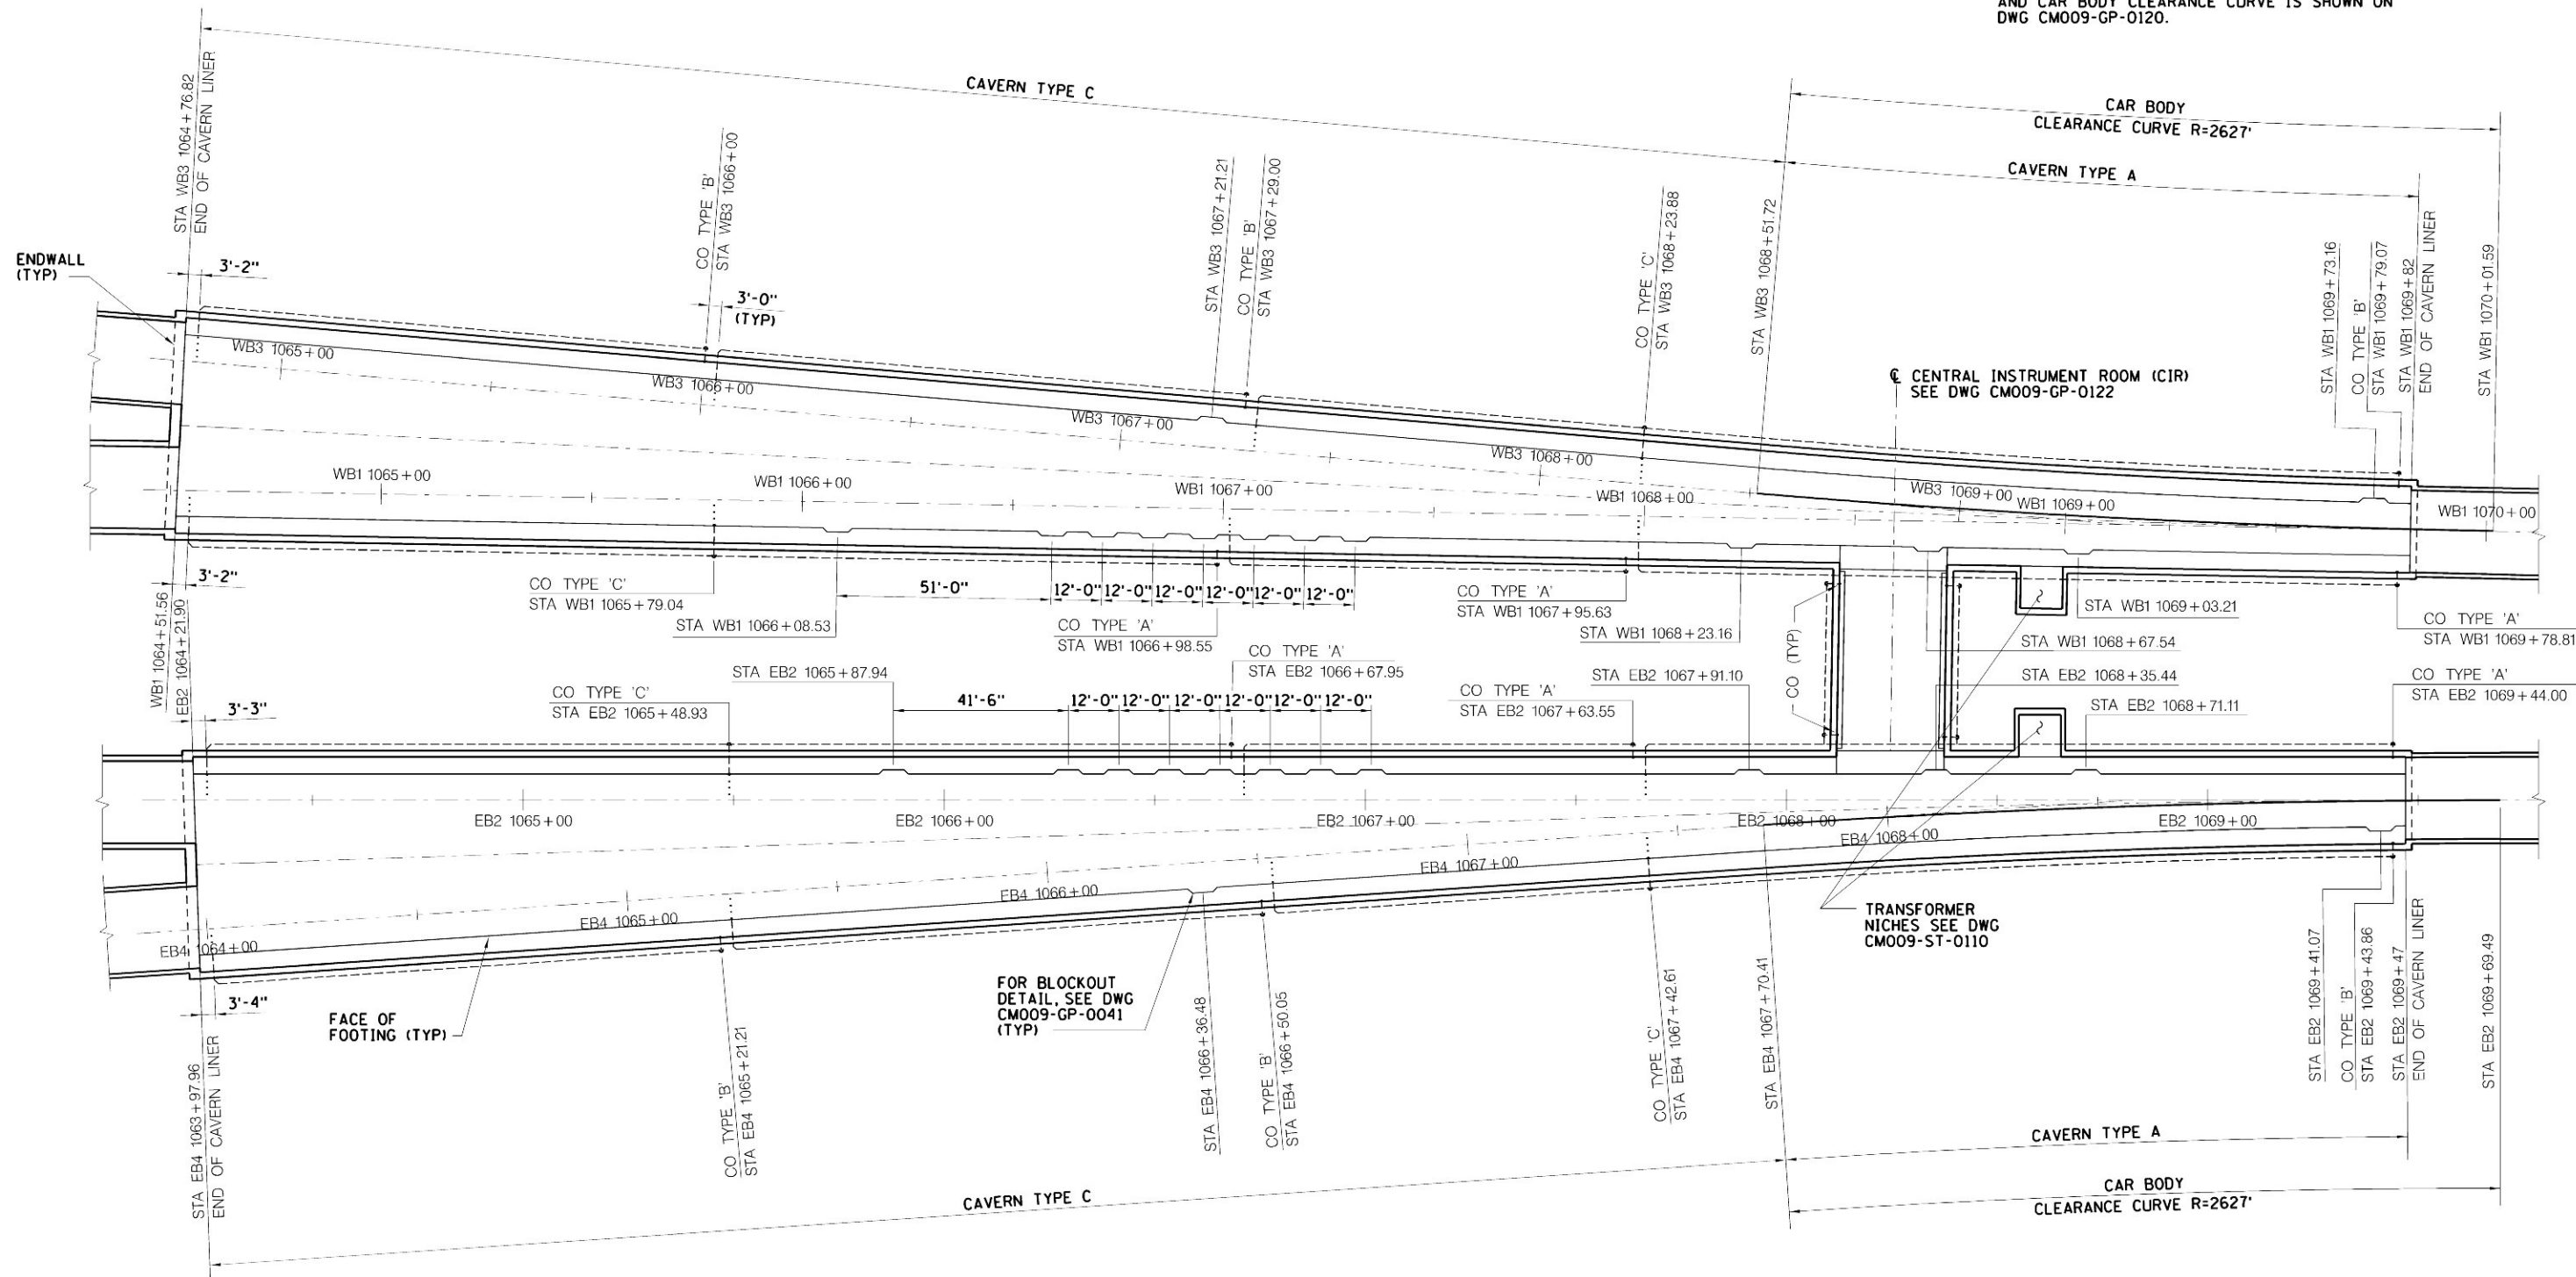 AND CAR BODY CLEARANCE CURVE IS SHOWN ON
DWG CM009-GP-0120.
CAVERN TYPE C
CAR BODY
CLEARANCE CURVE R=2627'
CAVERN TYPE A
STA WB3 1064+76.82
END OF CAVERN LINER
CO TYPE 'B'
STA WB3 1066+00
STA WB3 1067+21.21
CO TYPE 'B'
STA WB3 1067+29.00
CO TYPE 'C'
STA WB3 1068+23.88
STA WB3 1068+51.72
STA WB1 1069+73.16
CO TYPE 'B'
STA WB1 1069+79.07
STA WB1 1069+82
END OF CAVERN LINER
STA WB1 1070+01.59
ENDWALL
(TYP)
3'-2"
3'-0"
(TYP)
℄ CENTRAL INSTRUMENT ROOM (CIR)
SEE DWG CM009-GP-0122
WB3 1065+00
WB3 1066+00
WB3 1067+00
WB3 1068+00
WB3 1069+00
WB1 1065+00
WB1 1066+00
WB1 1067+00
WB1 1068+00
WB1 1069+00
WB1 1070+00
3'-2"
WB1 1064+51.56
EB2 1064+21.90
CO TYPE 'C'
STA WB1 1065+79.04
STA WB1 1066+08.53
51'-0"
12'-0"
12'-0"
12'-0"
12'-0"
12'-0"
12'-0"
CO TYPE 'A'
STA WB1 1066+98.55
CO TYPE 'A'
STA WB1 1067+95.63
STA WB1 1068+23.16
CO (TYP)
STA WB1 1069+03.21
STA WB1 1068+67.54
CO TYPE 'A'
STA WB1 1069+78.81
3'-3"
CO TYPE 'C'
STA EB2 1065+48.93
STA EB2 1065+87.94
41'-6"
12'-0"
12'-0"
12'-0"
12'-0"
12'-0"
12'-0"
CO TYPE 'A'
STA EB2 1066+67.95
CO TYPE 'A'
STA EB2 1067+63.55
STA EB2 1067+91.10
STA EB2 1068+35.44
STA EB2 1068+71.11
CO TYPE 'A'
STA EB2 1069+44.00
EB2 1065+00
EB2 1066+00
EB2 1067+00
EB2 1068+00
EB2 1069+00
EB4 1064+00
EB4 1065+00
EB4 1066+00
EB4 1067+00
EB4 1068+00
3'-4"
FACE OF
FOOTING (TYP)
FOR BLOCKOUT
DETAIL, SEE DWG
CM009-GP-0041
(TYP)
TRANSFORMER
NICHES SEE DWG
CM009-ST-0110
STA EB4 1063+97.96
END OF CAVERN LINER
CO TYPE 'B'
STA EB4 1065+21.21
STA EB4 1066+36.48
CO TYPE 'B'
STA EB4 1066+50.05
CO TYPE 'C'
STA EB4 1067+42.61
STA EB4 1067+70.41
STA EB2 1069+41.07
CO TYPE 'B'
STA EB2 1069+43.86
STA EB2 1069+47
END OF CAVERN LINER
STA EB2 1069+69.49
CAVERN TYPE A
CAVERN TYPE C
CAR BODY
CLEARANCE CURVE R=2627'